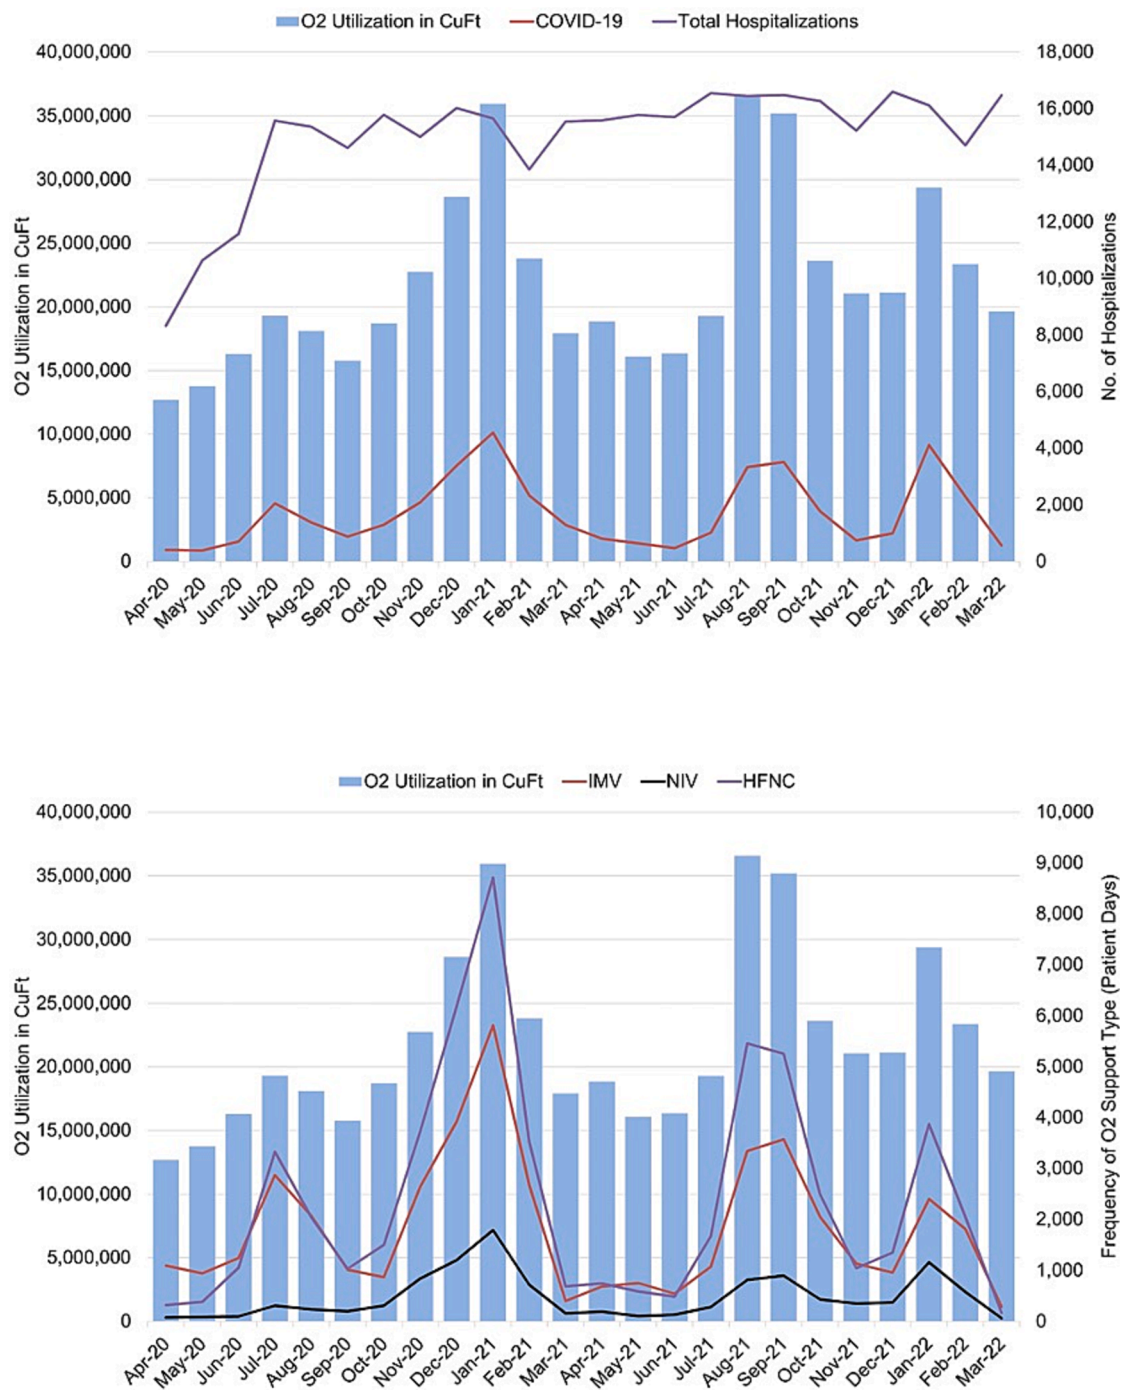 O2 Utilization in CuFt COVID-19 Total Hospitalizations
40,000,000 18,000
35,000,000 16,000
30,000,000 14,000
25,000,000 12,000
20,000,000 10,000
15,000,000 8,000
10,000,000 6,000
5,000,000 4,000
0 2,000
0
O2 Utilization in CuFt
No. of Hospitalizations
Apr-20 May-20 Jun-20 Jul-20 Aug-20 Sep-20 Oct-20 Nov-20 Dec-20 Jan-21 Feb-21 Mar-21 Apr-21 May-21 Jun-21 Jul-21 Aug-21 Sep-21 Oct-21 Nov-21 Dec-21 Jan-22 Feb-22 Mar-22
O2 Utilization in CuFt IMV NIV HFNC
40,000,000 10,000
35,000,000 9,000
30,000,000 8,000
25,000,000 7,000
20,000,000 6,000
15,000,000 5,000
10,000,000 4,000
5,000,000 3,000
0 2,000
1,000
0
O2 Utilization in CuFt
Frequency of O2 Support Type (Patient Days)
Apr-20 May-20 Jun-20 Jul-20 Aug-20 Sep-20 Oct-20 Nov-20 Dec-20 Jan-21 Feb-21 Mar-21 Apr-21 May-21 Jun-21 Jul-21 Aug-21 Sep-21 Oct-21 Nov-21 Dec-21 Jan-22 Feb-22 Mar-22